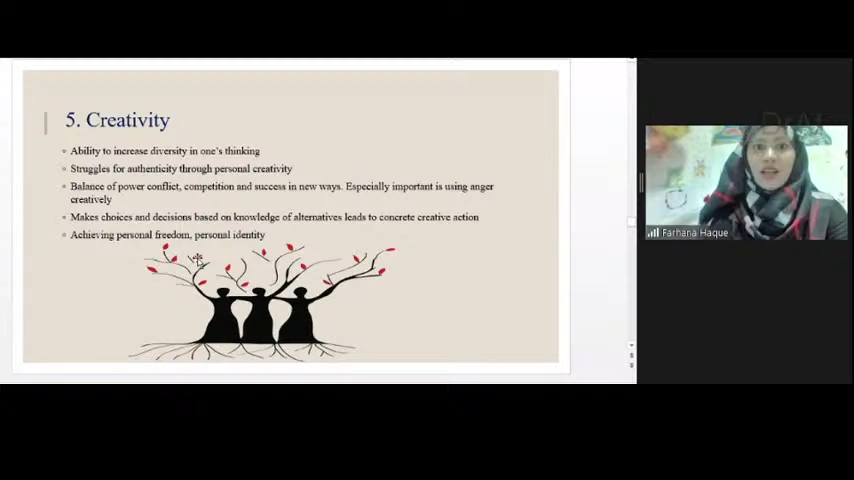 5. Creativity
Ability to increase diversity in one's thinking
Struggles for authenticity through personal creativity
Balance of power conflict, competition and success in new ways. Especially important is using anger
creatively
Makes choices and decisions based on knowledge of alternatives leads to concrete creative action
Achieving personal freedom, personal identity
Farhana Haque